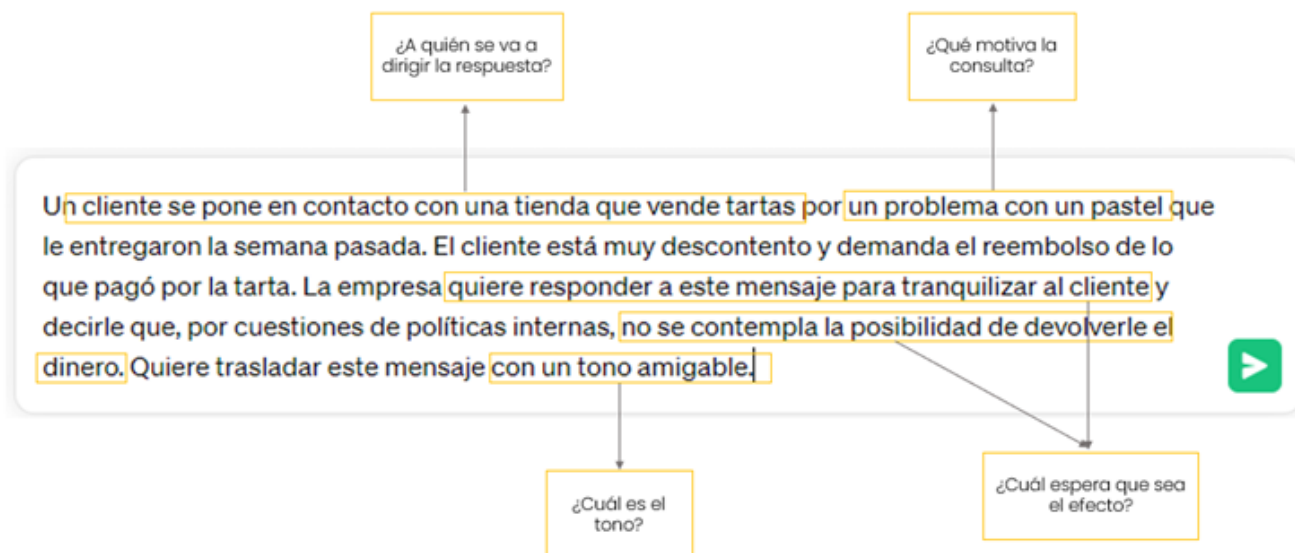 ¿A quién se va a
dirigir la respuesta?
¿Qué motiva la
consulta?
Un cliente se pone en contacto con una tienda que vende tartas por un problema con un pastel que
le entregaron la semana pasada. El cliente está muy descontento y demanda el reembolso de lo
que pagó por la tarta. La empresa quiere responder a este mensaje para tranquilizar al cliente y
decirle que, por cuestiones de políticas internas, no se contempla la posibilidad de devolverle el
dinero. Quiere trasladar este mensaje con un tono amigable.
¿Cuál es el
tono?
¿Cuál espera que sea
el efecto?